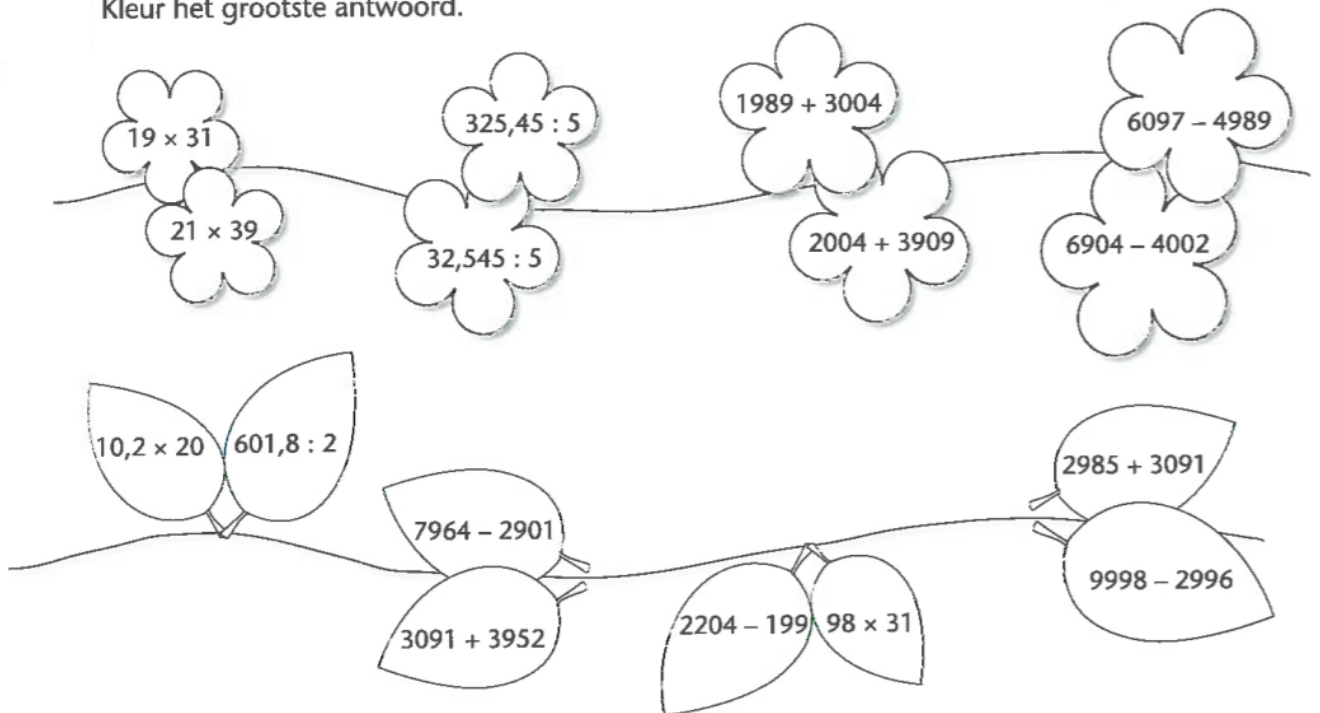 Kleur het grootste antwoord.
19 × 31
21 × 39
325,45 : 5
32,545 : 5
1989 + 3004
2004 + 3909
6097 – 4989
6904 – 4002
10,2 × 20
601,8 : 2
7964 – 2901
3091 + 3952
2204 – 199
98 × 31
2985 + 3091
9998 – 2996